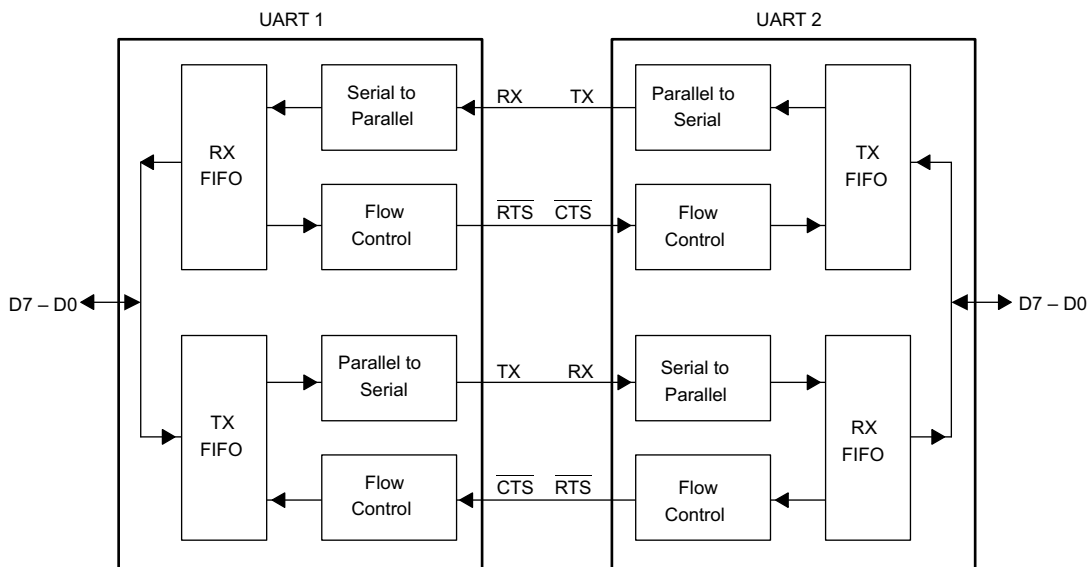 UART 1
UART 2
RX
FIFO
Serial to
Parallel
RX
TX
Parallel to
Serial
TX
FIFO
Flow
Control
RTS
CTS
Flow
Control
D7 – D0
D7 – D0
TX
FIFO
Parallel to
Serial
TX
RX
Serial to
Parallel
RX
FIFO
Flow
Control
CTS
RTS
Flow
Control